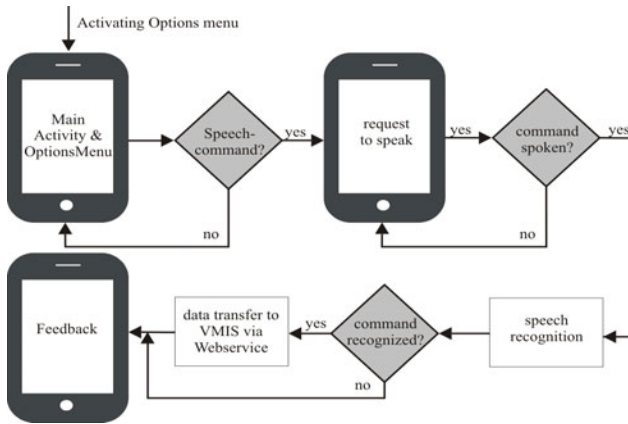 Activating Options menu
Main
Activity &
OptionsMenu
Speech-
command?
yes
no
request
to speak
yes
command
spoken?
yes
no
Feedback
data transfer to
VMIS via
Webservice
yes
command
recognized?
no
speech
recognition